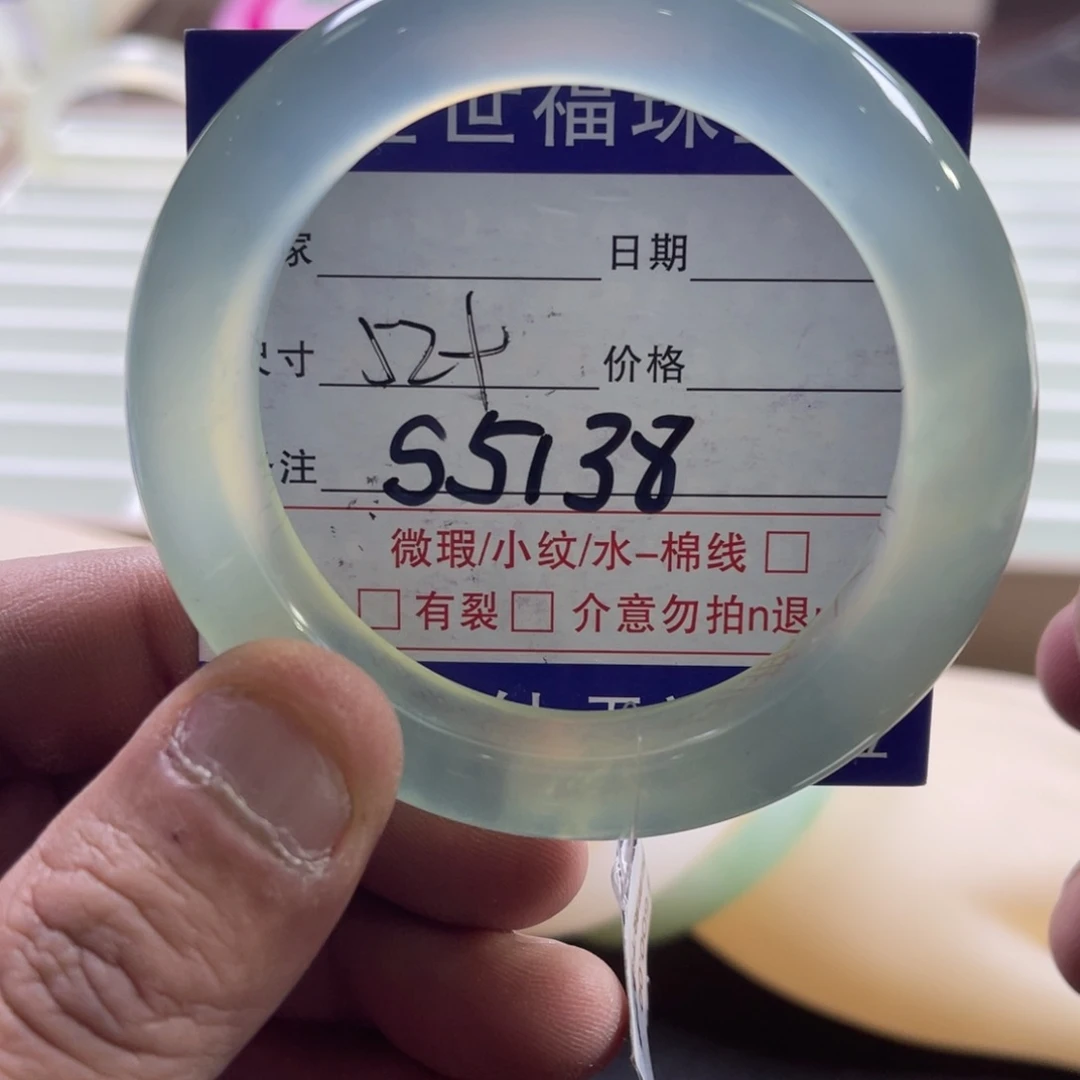 世福珠
家 日期
尺寸 52+ 价格
注 S5138
微瑕/小纹/水-棉线 □
□ 有裂 □ 介意勿拍n退